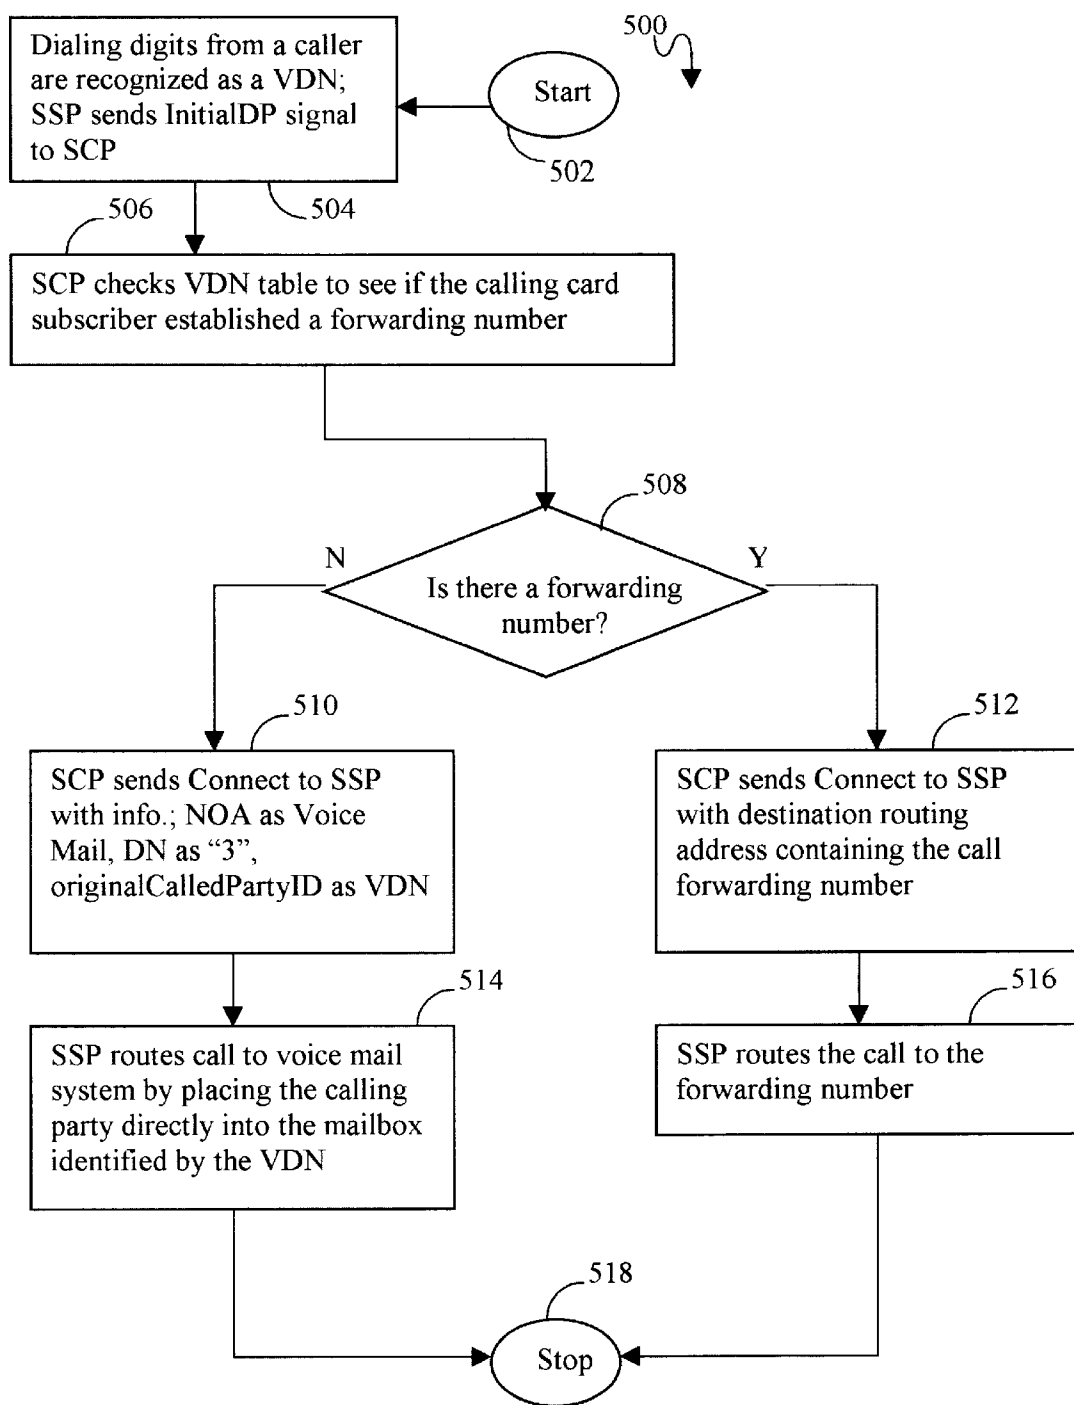 500
Start
502
Dialing digits from a caller
are recognized as a VDN;
SSP sends InitialDP signal
to SCP
504
506
SCP checks VDN table to see if the calling card
subscriber established a forwarding number
508
N
Y
Is there a forwarding
number?
510
SCP sends Connect to SSP
with info.; NOA as Voice
Mail, DN as “3”,
originalCalledPartyID as VDN
512
SCP sends Connect to SSP
with destination routing
address containing the call
forwarding number
514
SSP routes call to voice mail
system by placing the calling
party directly into the mailbox
identified by the VDN
516
SSP routes the call to the
forwarding number
518
Stop